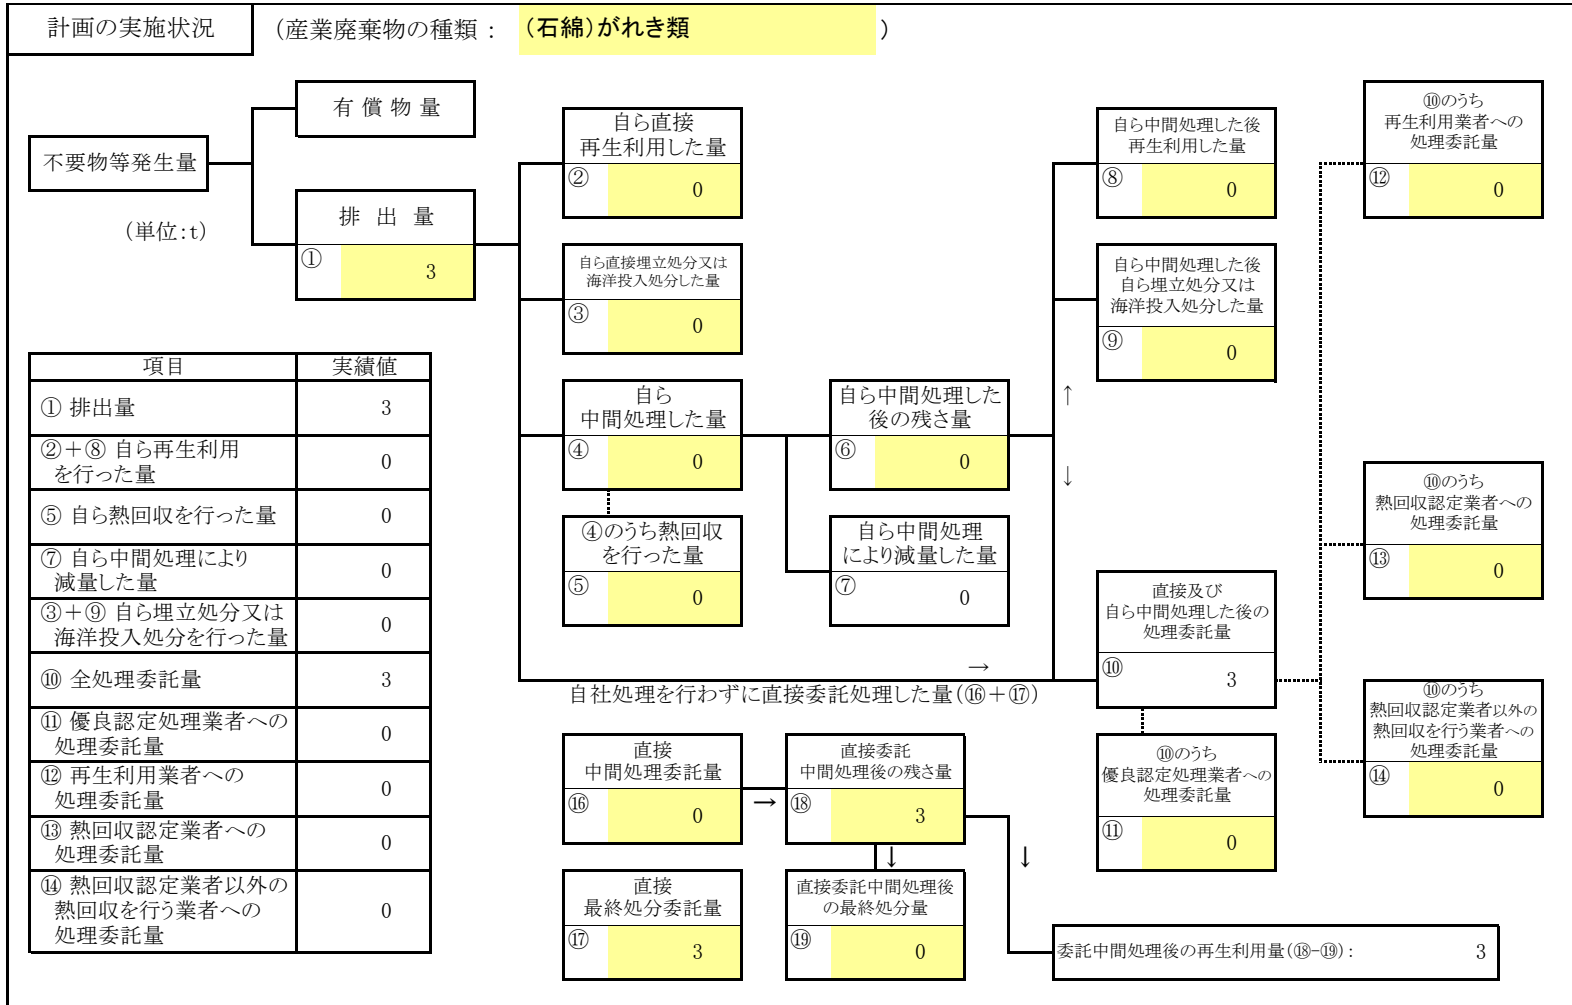 計画の実施状況
(産業廃棄物の種類： (石綿)がれき類 )
有償物量
不要物等発生量
(単位:t)
排出量
①
3
自ら直接
再生利用した量
②
0
自ら直接埋立処分又は
海洋投入処分した量
③
0
自ら
中間処理した量
④
0
④のうち熱回収
を行った量
⑤
0
自ら中間処理した
後の残さ量
⑥
0
自ら中間処理
により減量した量
⑦
0
自ら中間処理した後
再生利用した量
⑧
0
自ら中間処理した後
自ら埋立処分又は
海洋投入処分した量
⑨
0
↑
↓
直接及び
自ら中間処理した後の
処理委託量
⑩
3
→
自社処理を行わずに直接委託処理した量(⑯＋⑰)
⑩のうち
優良認定処理業者への
処理委託量
⑪
0
⑩のうち
再生利用業者への
処理委託量
⑫
0
⑩のうち
熱回収認定業者への
処理委託量
⑬
0
⑩のうち
熱回収認定業者以外の
熱回収を行う業者への
処理委託量
⑭
0
直接
中間処理委託量
⑯
0
→
直接委託
中間処理後の残さ量
⑱
3
↓
↓
直接
最終処分委託量
⑰
3
直接委託中間処理後
の最終処分量
⑲
0
委託中間処理後の再生利用量(⑱-⑲)： 3
項目 実績値
① 排出量 3
②＋⑧ 自ら再生利用
を行った量 0
⑤ 自ら熱回収を行った量 0
⑦ 自ら中間処理により
減量した量 0
③＋⑨ 自ら埋立処分又は
海洋投入処分を行った量 0
⑩ 全処理委託量 3
⑪ 優良認定処理業者への
処理委託量 0
⑫ 再生利用業者への
処理委託量 0
⑬ 熱回収認定業者への
処理委託量 0
⑭ 熱回収認定業者以外の
熱回収を行う業者への
処理委託量 0